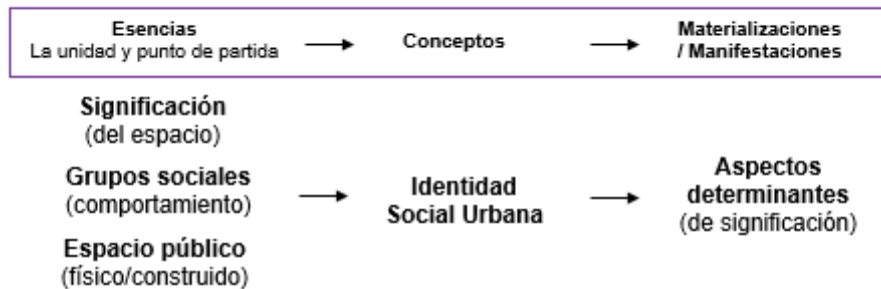 Esencias
La unidad y punto de partida
Conceptos
Materializaciones
/ Manifestaciones
Significación
(del espacio)
Grupos sociales
(comportamiento)
Espacio público
(físico/construido)
Identidad
Social Urbana
Aspectos
determinantes
(de significación)